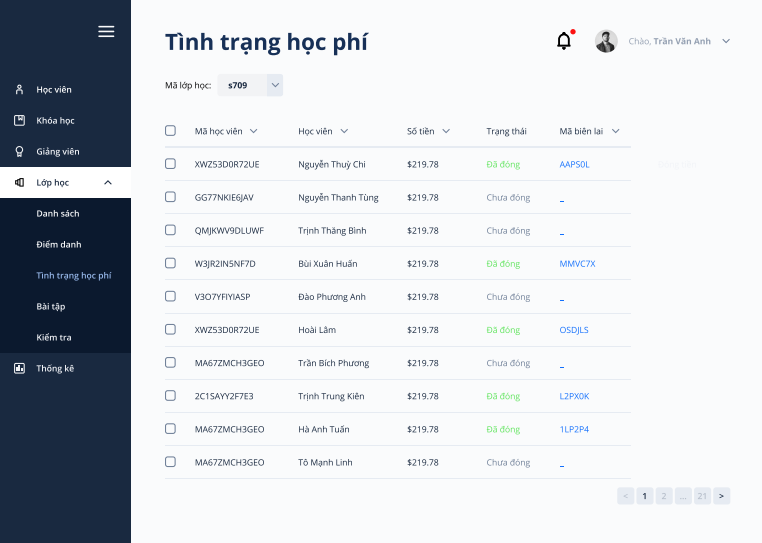 Tình trạng học phí
Chào, Trần Vân Anh
Mã lớp học: s709
Học viên
Khóa học
Giảng viên
Lớp học
Danh sách
Điểm danh
Tình trạng học phí
Bài tập
Kiểm tra
Thống kê
Mã học viên Học viên Số tiền Trạng thái Mã biên lai
XWZ53D0R72UE Nguyễn Thuỳ Chi $219.78 Đã đóng AAPS0L
GG77NKIE6JAV Nguyễn Thanh Tùng $219.78 Chưa đóng _
QMJKWV9DLUWF Trịnh Thăng Bình $219.78 Chưa đóng _
W3JR2IN5NF7D Bùi Xuân Huấn $219.78 Đã đóng MMVC7X
V3O7YFIYIASP Đào Phương Anh $219.78 Chưa đóng _
XWZ53D0R72UE Hoài Lâm $219.78 Đã đóng OSDJLS
MA67ZMCH3GEO Trần Bích Phương $219.78 Chưa đóng _
2C1SAYY2F7E3 Trịnh Trung Kiên $219.78 Đã đóng L2PX0K
MA67ZMCH3GEO Hà Anh Tuấn $219.78 Đã đóng 1LP2P4
MA67ZMCH3GEO Tô Mạnh Linh $219.78 Chưa đóng _
< 1 2 ... 21 >